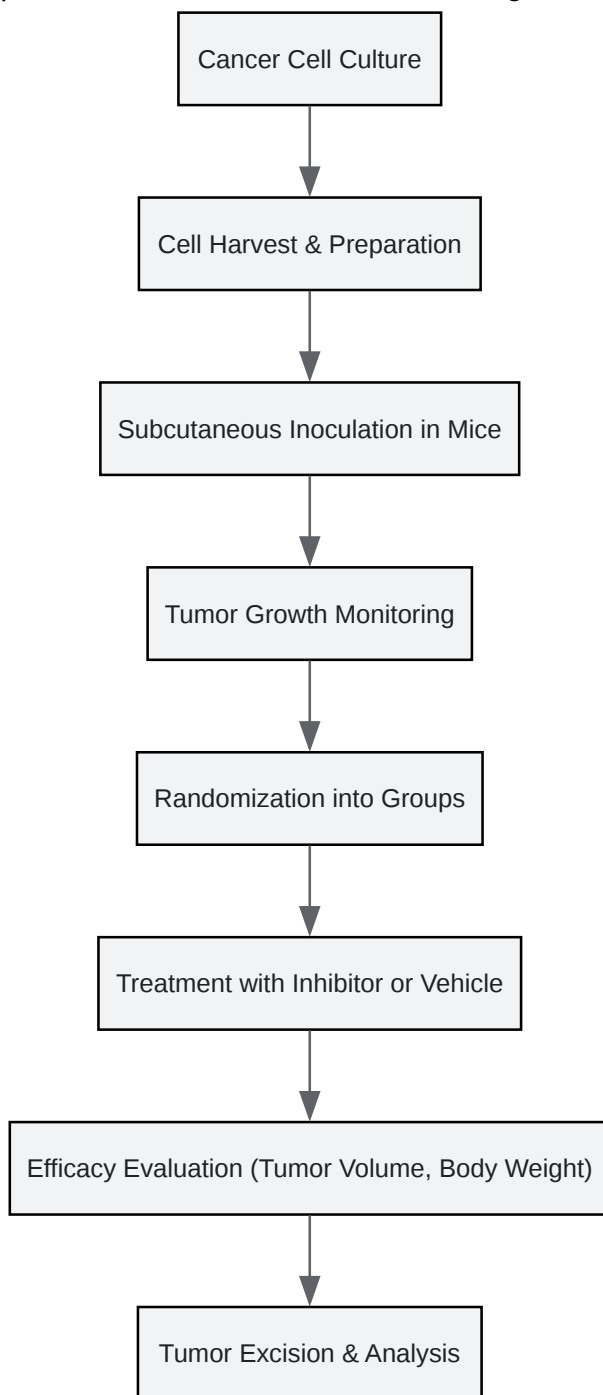 Cancer Cell Culture
Cell Harvest & Preparation
Subcutaneous Inoculation in Mice
Tumor Growth Monitoring
Randomization into Groups
Treatment with Inhibitor or Vehicle
Efficacy Evaluation (Tumor Volume, Body Weight)
Tumor Excision & Analysis